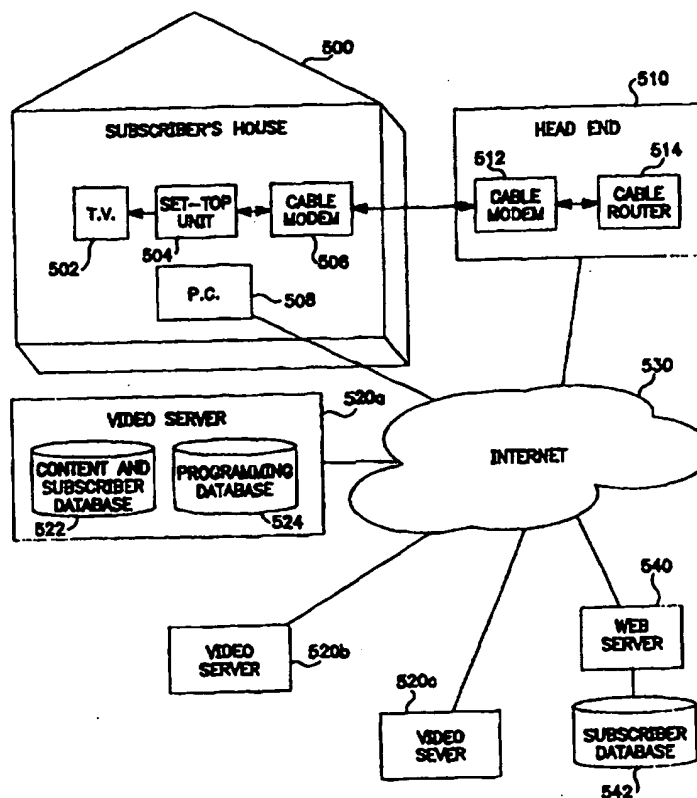 500
SUBSCRIBER'S HOUSE
T.V.
502
SET-TOP
UNIT
504
CABLE
MODEM
506
P.C.
508
510
HEAD END
512
CABLE
MODEM
514
CABLE
ROUTER
530
INTERNET
520a
VIDEO SERVER
CONTENT AND
SUBSCRIBER
DATABASE
522
PROGRAMMING
DATABASE
524
VIDEO
SERVER
520b
520c
VIDEO
SEVER
540
WEB
SERVER
SUBSCRIBER
DATABASE
542